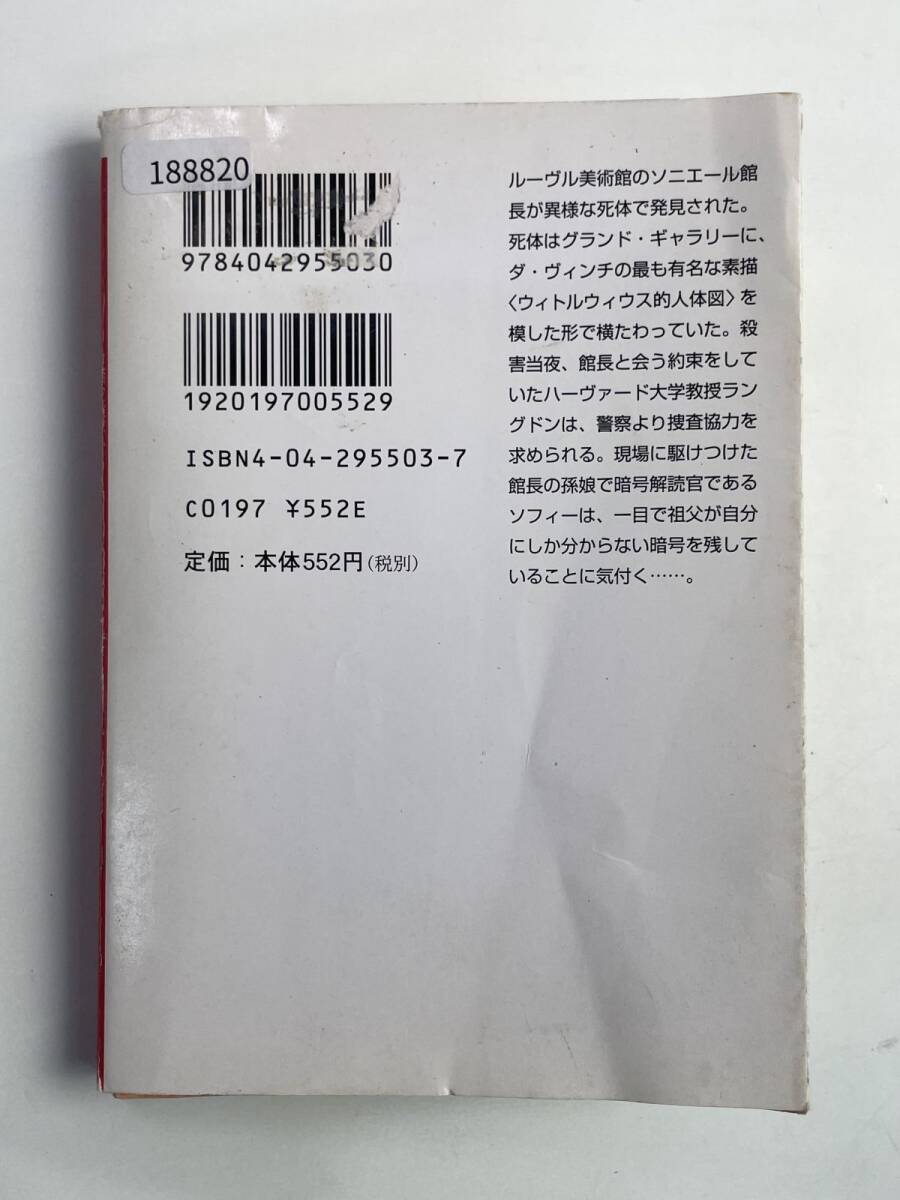 188820
9784042955030
1920197005529
ISBN4-04-295503-7
C0197 ¥552E
定価：本体552円（税別）
ルーヴル美術館のソニエール館
長が異様な死体で発見された。
死体はグランド・ギャラリーに、
ダ・ヴィンチの最も有名な素描
〈ウィトルウィウス的人体図〉を
模した形で横たわっていた。殺
害当夜、館長と会う約束をして
いたハーヴァード大学教授ラン
グドンは、警察より捜査協力を
求められる。現場に駆けつけた
館長の孫娘で暗号解読官である
ソフィーは、一目で祖父が自分
にしか分からない暗号を残して
いることに気付く……。